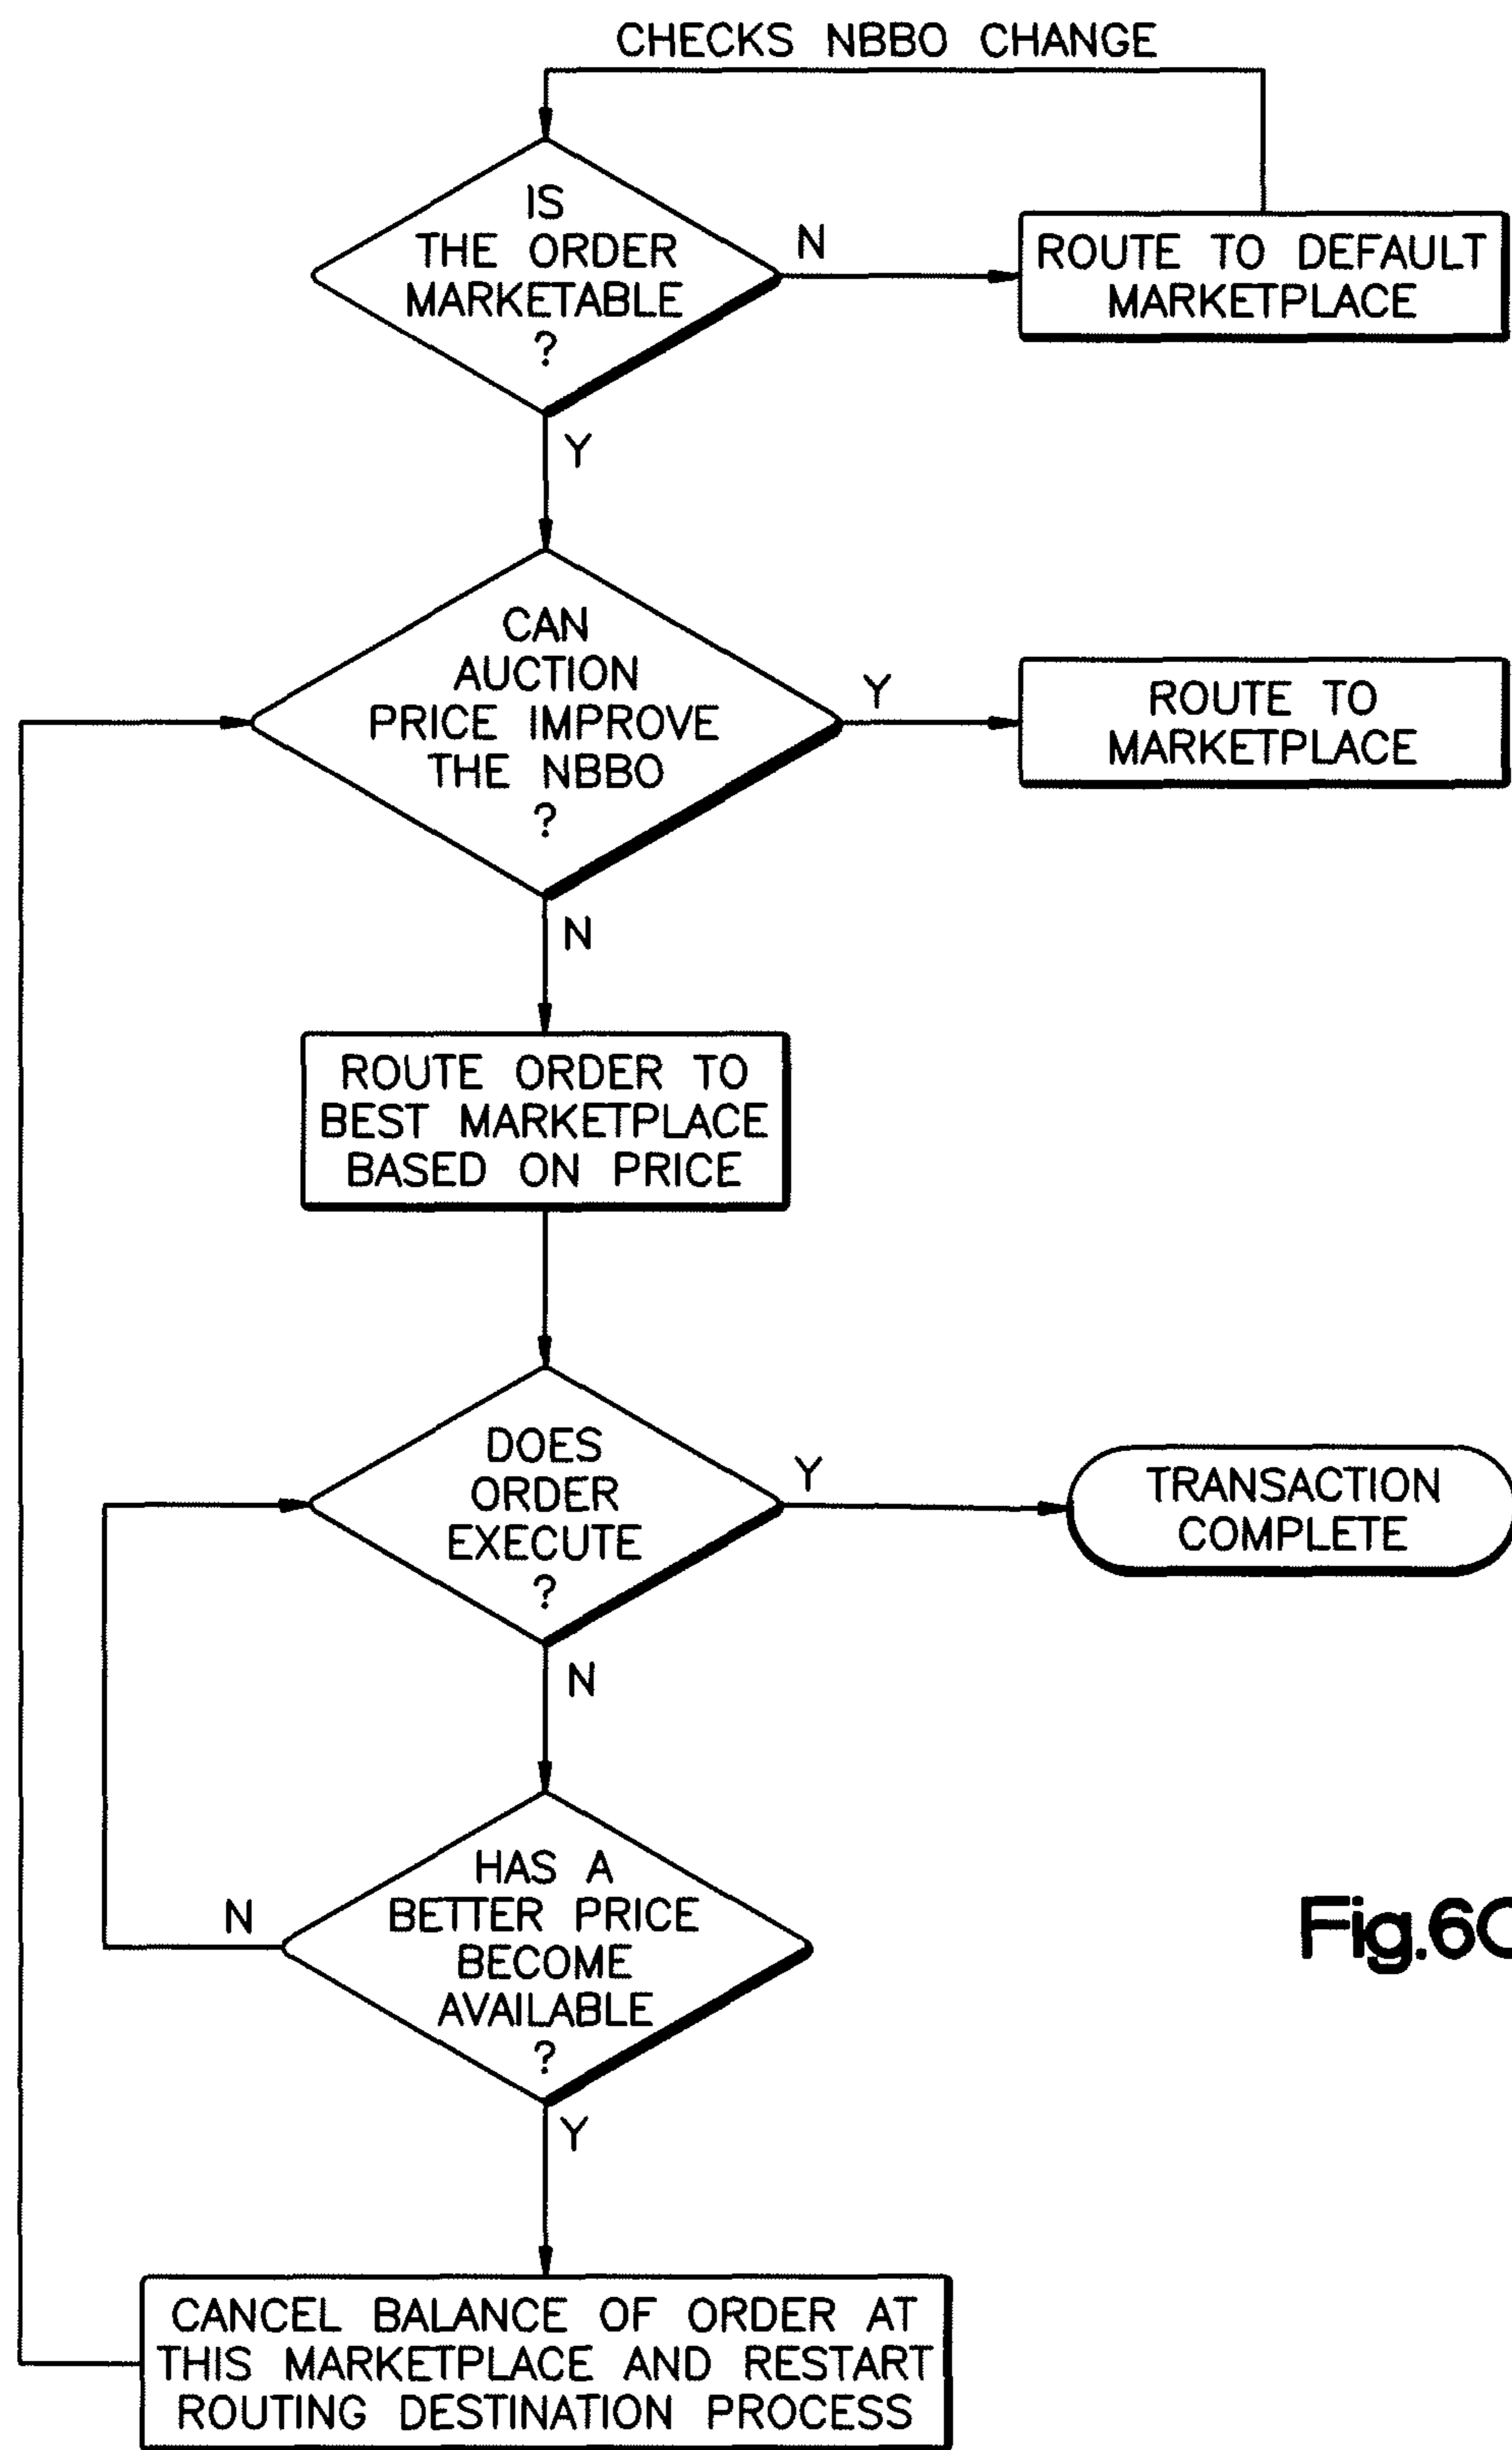 CHECKS NBBO CHANGE
IS
THE ORDER
MARKETABLE
?
N
ROUTE TO DEFAULT
MARKETPLACE
Y
CAN
AUCTION
PRICE IMPROVE
THE NBBO
?
Y
ROUTE TO
MARKETPLACE
N
ROUTE ORDER TO
BEST MARKETPLACE
BASED ON PRICE
DOES
ORDER
EXECUTE
?
Y
TRANSACTION
COMPLETE
N
HAS A
BETTER PRICE
BECOME
AVAILABLE
?
N
Y
CANCEL BALANCE OF ORDER AT
THIS MARKETPLACE AND RESTART
ROUTING DESTINATION PROCESS